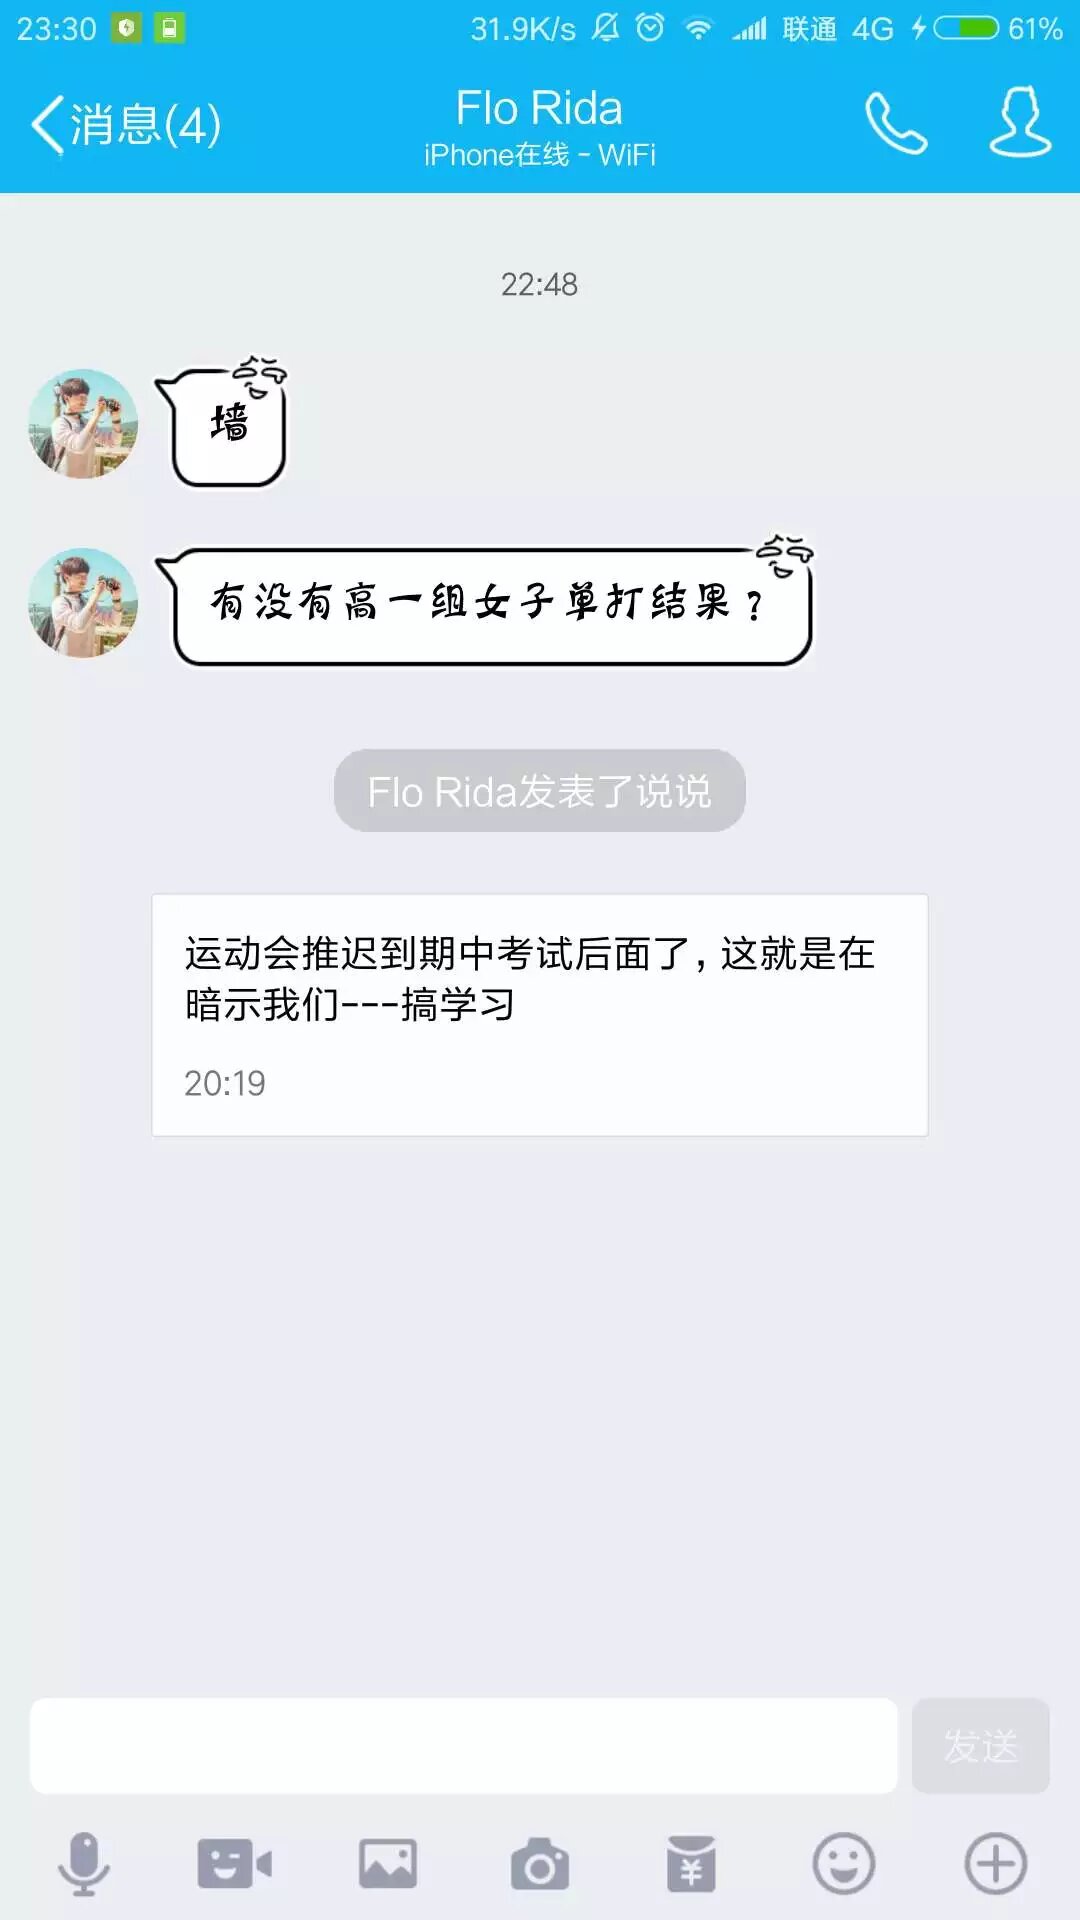 23:30 31.9K/s 联通 4G 61%
消息(4)
Flo Rida
iPhone在线 - WiFi
22:48
墙
有没有高一组女子单打结果？
Flo Rida发表了说说
运动会推迟到期中考试后面了, 这就是在
暗示我们---搞学习
20:19
发送